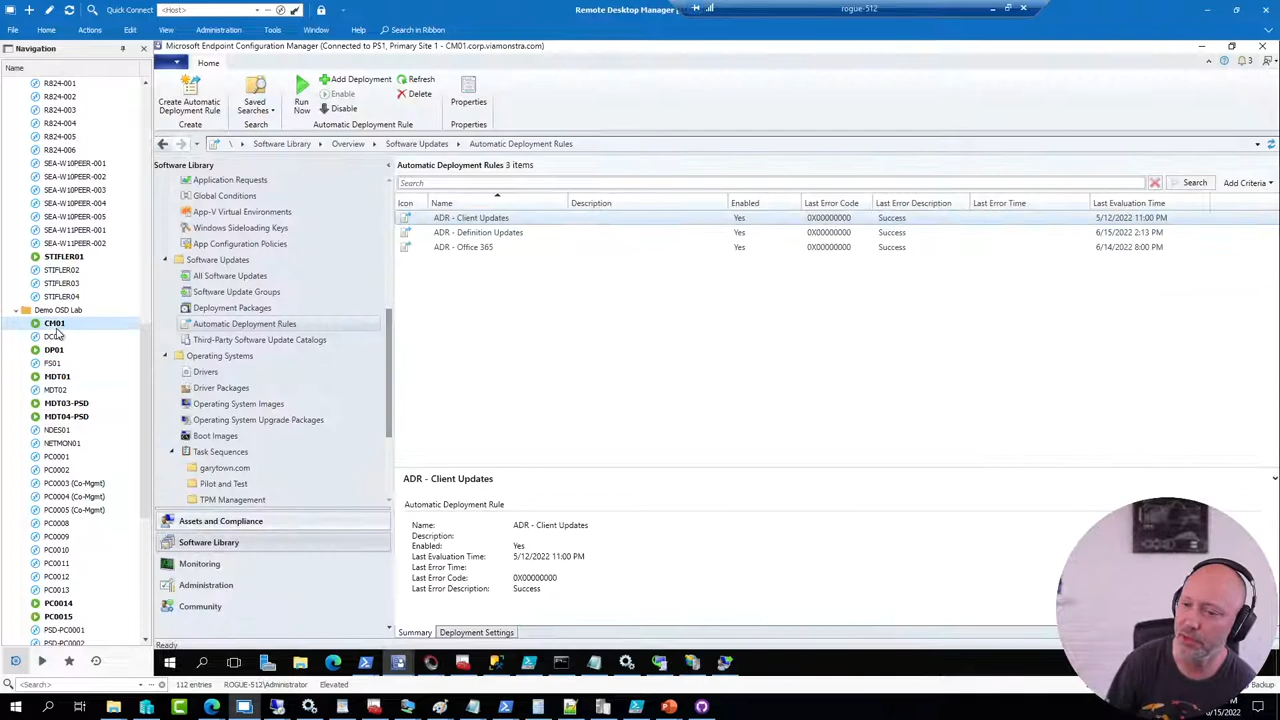 Quick Connect <Host>
Remote Desktop Manager [
rogue-512
File Home Actions Edit View Administration Tools Window Help Search in Ribbon
Navigation
Name
R824-001
R824-002
R824-003
R824-004
R824-005
R824-006
SEA-W10PEER-001
SEA-W10PEER-002
SEA-W10PEER-003
SEA-W10PEER-004
SEA-W10PEER-005
SEA-W11PEER-001
SEA-W11PEER-002
STIFLER01
STIFLER02
STIFLER03
STIFLER04
Demo OSD Lab
CM01
DP01
FS01
MDT01
MDT02
MDT03-PSD
MDT04-PSD
NDES01
NETMON01
PC0001
PC0002
PC0003 (Co-Mgmt)
PC0004 (Co-Mgmt)
PC0005 (Co-Mgmt)
PC0008
PC0009
PC0010
PC0011
PC0012
PC0013
PC0014
PC0015
PSD-PC0001
PSD-PC0002
<Search>
112 entries ROGUE-512\Administrator Elevated
Microsoft Endpoint Configuration Manager (Connected to PS1, Primary Site 1 - CM01.corp.viamonstra.com)
Home
3
Create Automatic Deployment Rule
Saved Searches
Run Now
Add Deployment
Enable
Disable
Refresh
Delete
Properties
Create Search Automatic Deployment Rule Properties
\ Software Library Overview Software Updates Automatic Deployment Rules
Software Library
Application Requests
Global Conditions
App-V Virtual Environments
Windows Sideloading Keys
App Configuration Policies
Software Updates
All Software Updates
Software Update Groups
Deployment Packages
Automatic Deployment Rules
Third-Party Software Update Catalogs
Operating Systems
Drivers
Driver Packages
Operating System Images
Operating System Upgrade Packages
Boot Images
Task Sequences
garytown.com
Pilot and Test
TPM Management
Assets and Compliance
Software Library
Monitoring
Administration
Community
Ready
Automatic Deployment Rules 3 items
Search Search Add Criteria
Icon Name Description Enabled Last Error Code Last Error Description Last Error Time Last Evaluation Time
ADR - Client Updates Yes 0X00000000 Success 5/12/2022 11:00 PM
ADR - Definition Updates Yes 0X00000000 Success 6/15/2022 2:13 PM
ADR - Office 365 Yes 0X00000000 Success 6/14/2022 8:00 PM
ADR - Client Updates
Automatic Deployment Rule
Name: ADR - Client Updates
Description:
Enabled: Yes
Last Evaluation Time: 5/12/2022 11:00 PM
Last Error Time:
Last Error Code: 0X00000000
Last Error Description: Success
Summary Deployment Settings
Backup